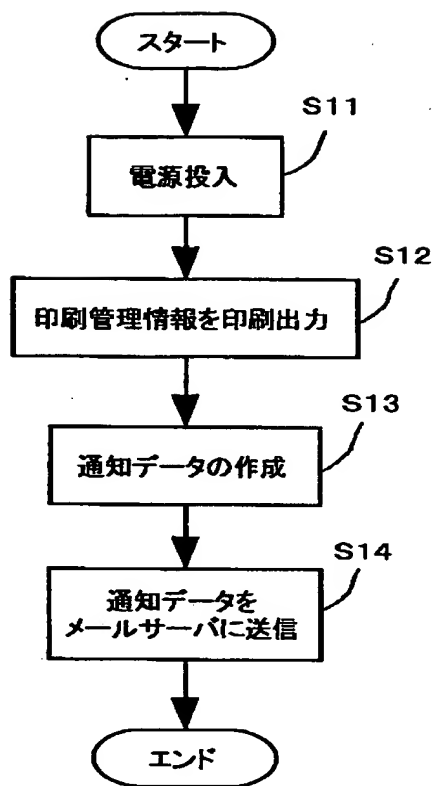 スタート
S11
電源投入
S12
印刷管理情報を印刷出力
S13
通知データの作成
S14
通知データを
メールサーバに送信
エンド